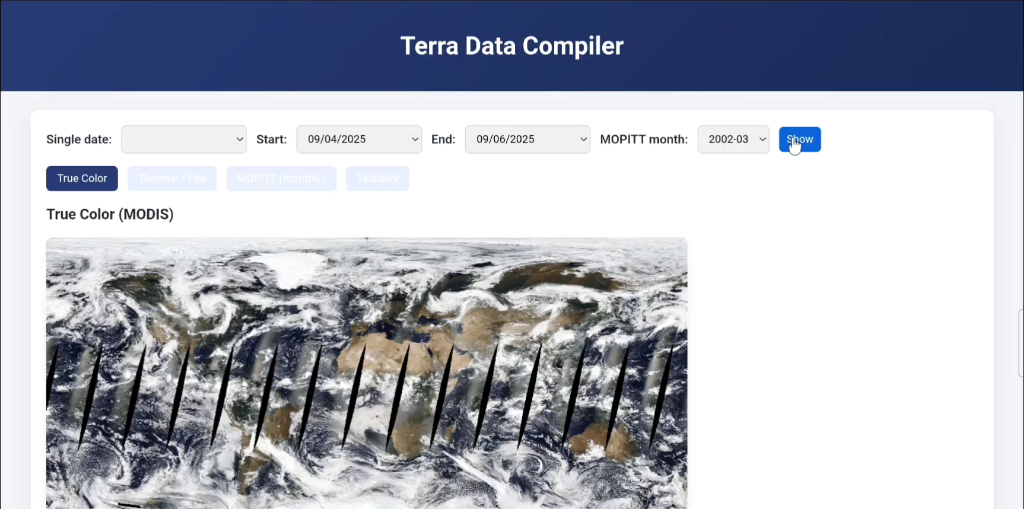 Terra Data Compiler
Single date: Start: 09/04/2025 End: 09/06/2025 MOPITT month: 2002-03 Show
True Color Thermal / Fire MOPITT (monthly) Tsunami
True Color (MODIS)